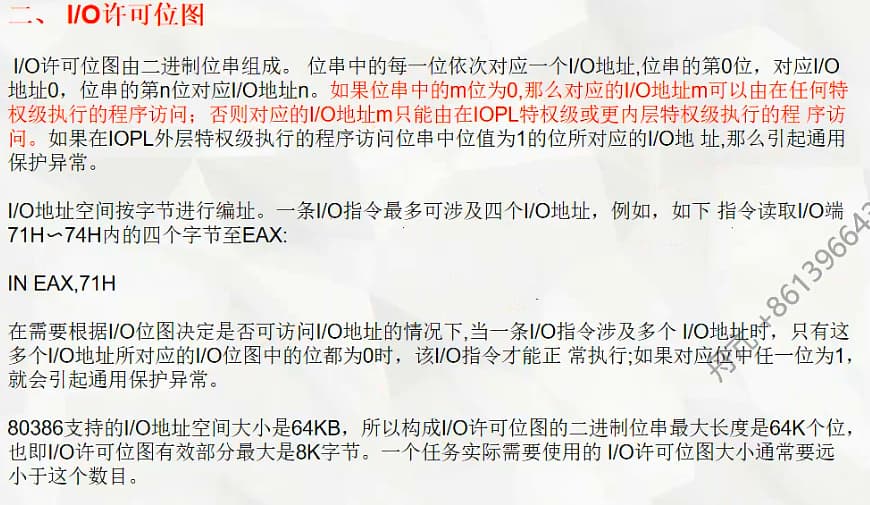 二、 I/O许可位图
I/O许可位图由二进制位串组成。 位串中的每一位依次对应一个I/O地址,位串的第0位，对应I/O
地址0，位串的第n位对应I/O地址n。如果位串中的m位为0,那么对应的I/O地址m可以由在任何特
权级执行的程序访问；否则对应的I/O地址m只能由在IOPL特权级或更内层特权级执行的程 序访
问。如果在IOPL外层特权级执行的程序访问位串中位值为1的位所对应的I/O地 址,那么引起通用
保护异常。
I/O地址空间按字节进行编址。一条I/O指令最多可涉及四个I/O地址，例如，如下 指令读取I/O端
71H〜74H内的四个字节至EAX:
IN EAX,71H
在需要根据I/O位图决定是否可访问I/O地址的情况下,当一条I/O指令涉及多个 I/O地址时，只有这
多个I/O地址所对应的I/O位图中的位都为0时，该I/O指令才能正 常执行;如果对应位中任一位为1，
就会引起通用保护异常。
80386支持的I/O地址空间大小是64KB，所以构成I/O许可位图的二进制位串最大长度是64K个位，
也即I/O许可位图有效部分最大是8K字节。一个任务实际需要使用的 I/O许可位图大小通常要远
小于这个数目。